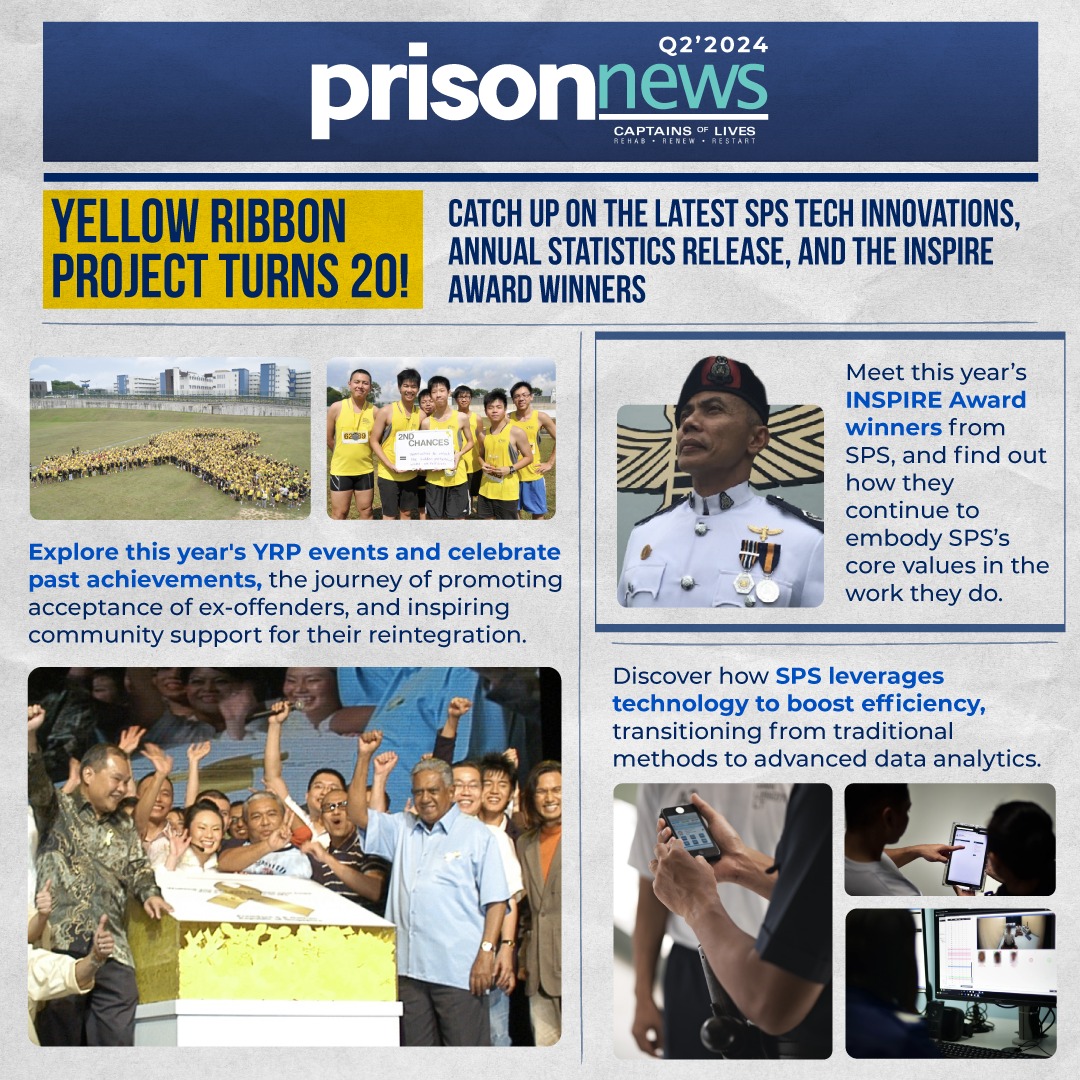 Q2’2024
prisonnews
CAPTAINS OF LIVES
REHAB • RENEW • RESTART
YELLOW RIBBON
PROJECT TURNS 20!
CATCH UP ON THE LATEST SPS TECH INNOVATIONS,
ANNUAL STATISTICS RELEASE, AND THE INSPIRE
AWARD WINNERS
2ND
CHANCES
Explore this year's YRP events and celebrate
past achievements, the journey of promoting
acceptance of ex-offenders, and inspiring
community support for their reintegration.
Meet this year’s
INSPIRE Award
winners from
SPS, and find out
how they
continue to
embody SPS’s
core values in the
work they do.
Discover how SPS leverages
technology to boost efficiency,
transitioning from traditional
methods to advanced data analytics.